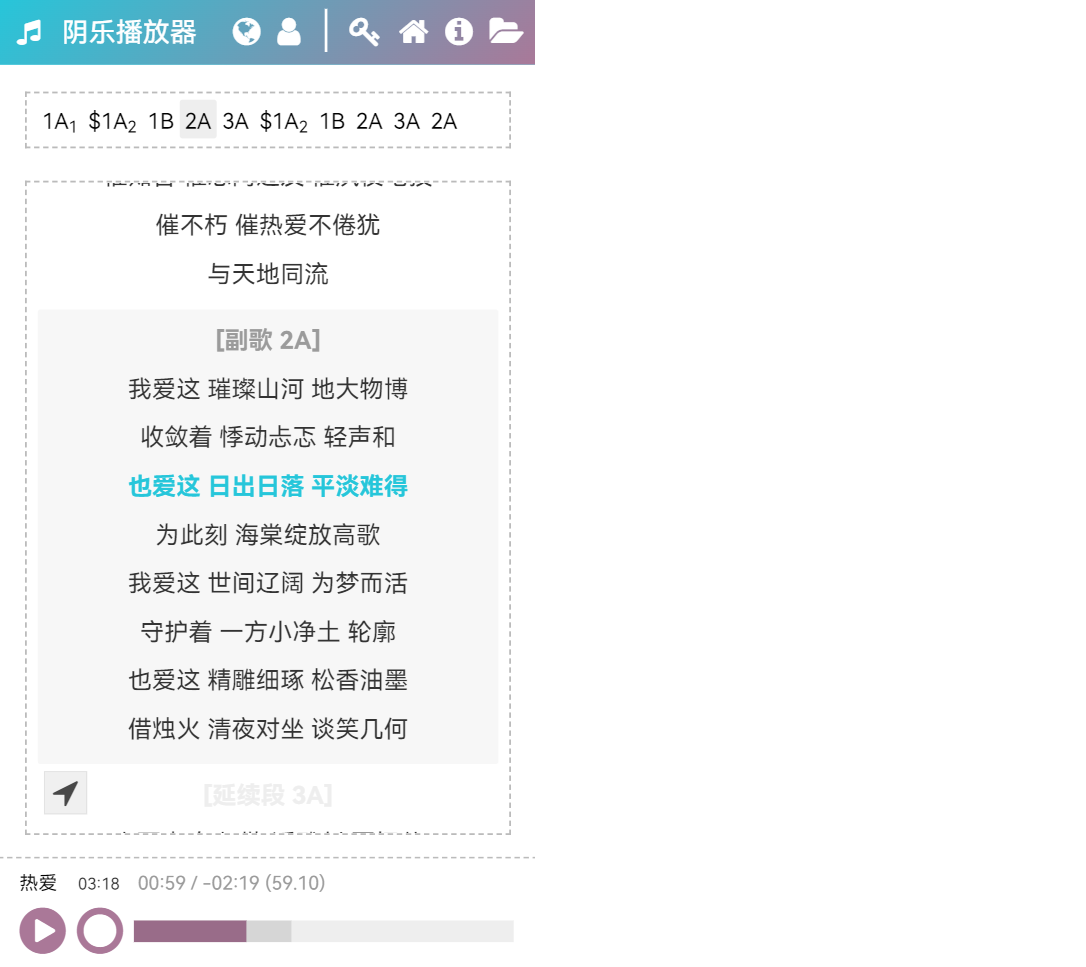 阴乐播放器
1A₁ $1A₂ 1B 2A 3A $1A₂ 1B 2A 3A 2A
催不朽 催热爱不倦犹
与天地同流
[副歌 2A]
我爱这 璀璨山河 地大物博
收敛着 悸动忐忑 轻声和
也爱这 日出日落 平淡难得
为此刻 海棠绽放高歌
我爱这 世间辽阔 为梦而活
守护着 一方小净土 轮廓
也爱这 精雕细琢 松香油墨
借烛火 清夜对坐 谈笑几何
[延续段 3A]
热爱 03:18 00:59 / -02:19 (59.10)